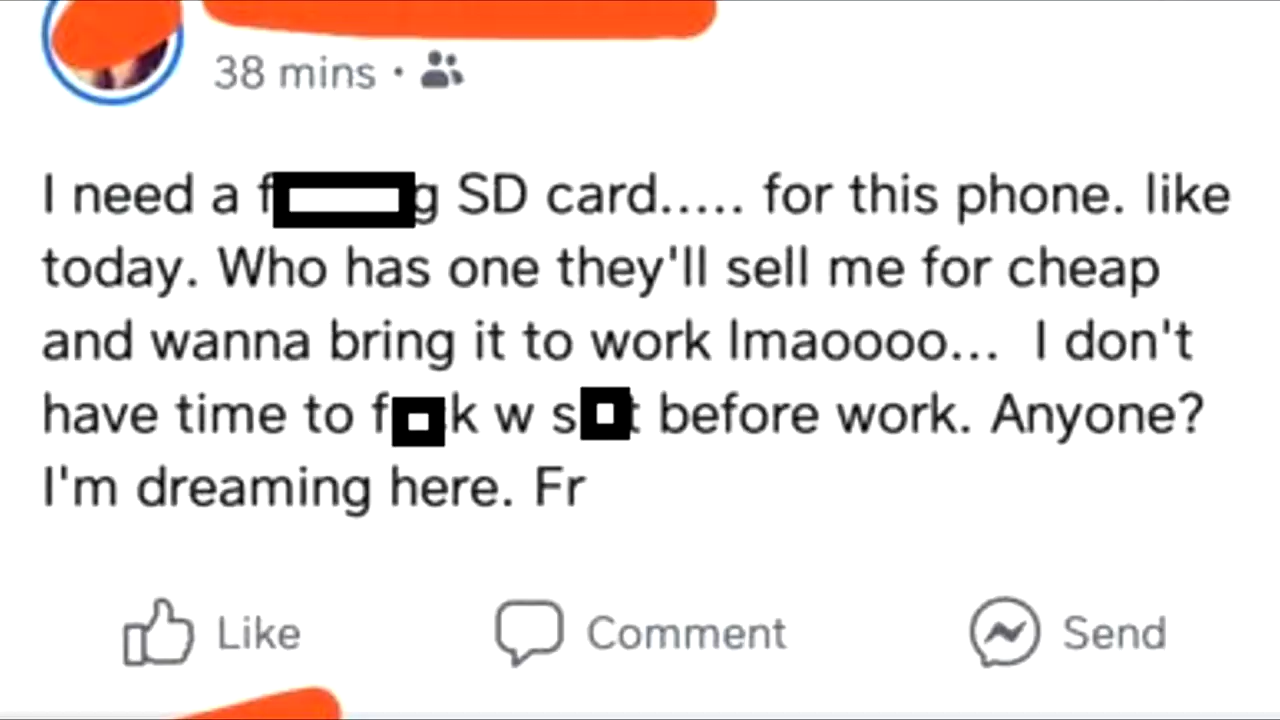 38 mins ·
I need a f g SD card..... for this phone. like
today. Who has one they'll sell me for cheap
and wanna bring it to work lmaoooo... I don't
have time to f k w s t before work. Anyone?
I'm dreaming here. Fr
Like Comment Send